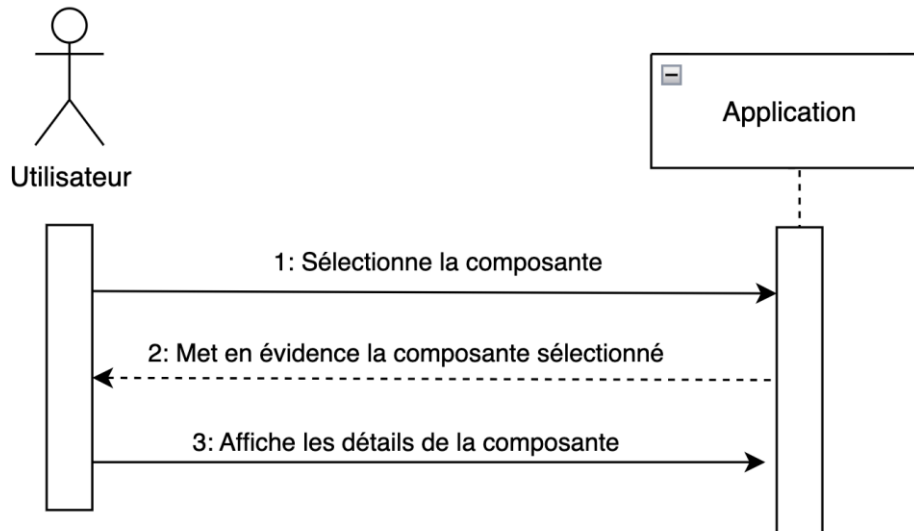 Utilisateur
Application
1: Sélectionne la composante
2: Met en évidence la composante sélectionné
3: Affiche les détails de la composante